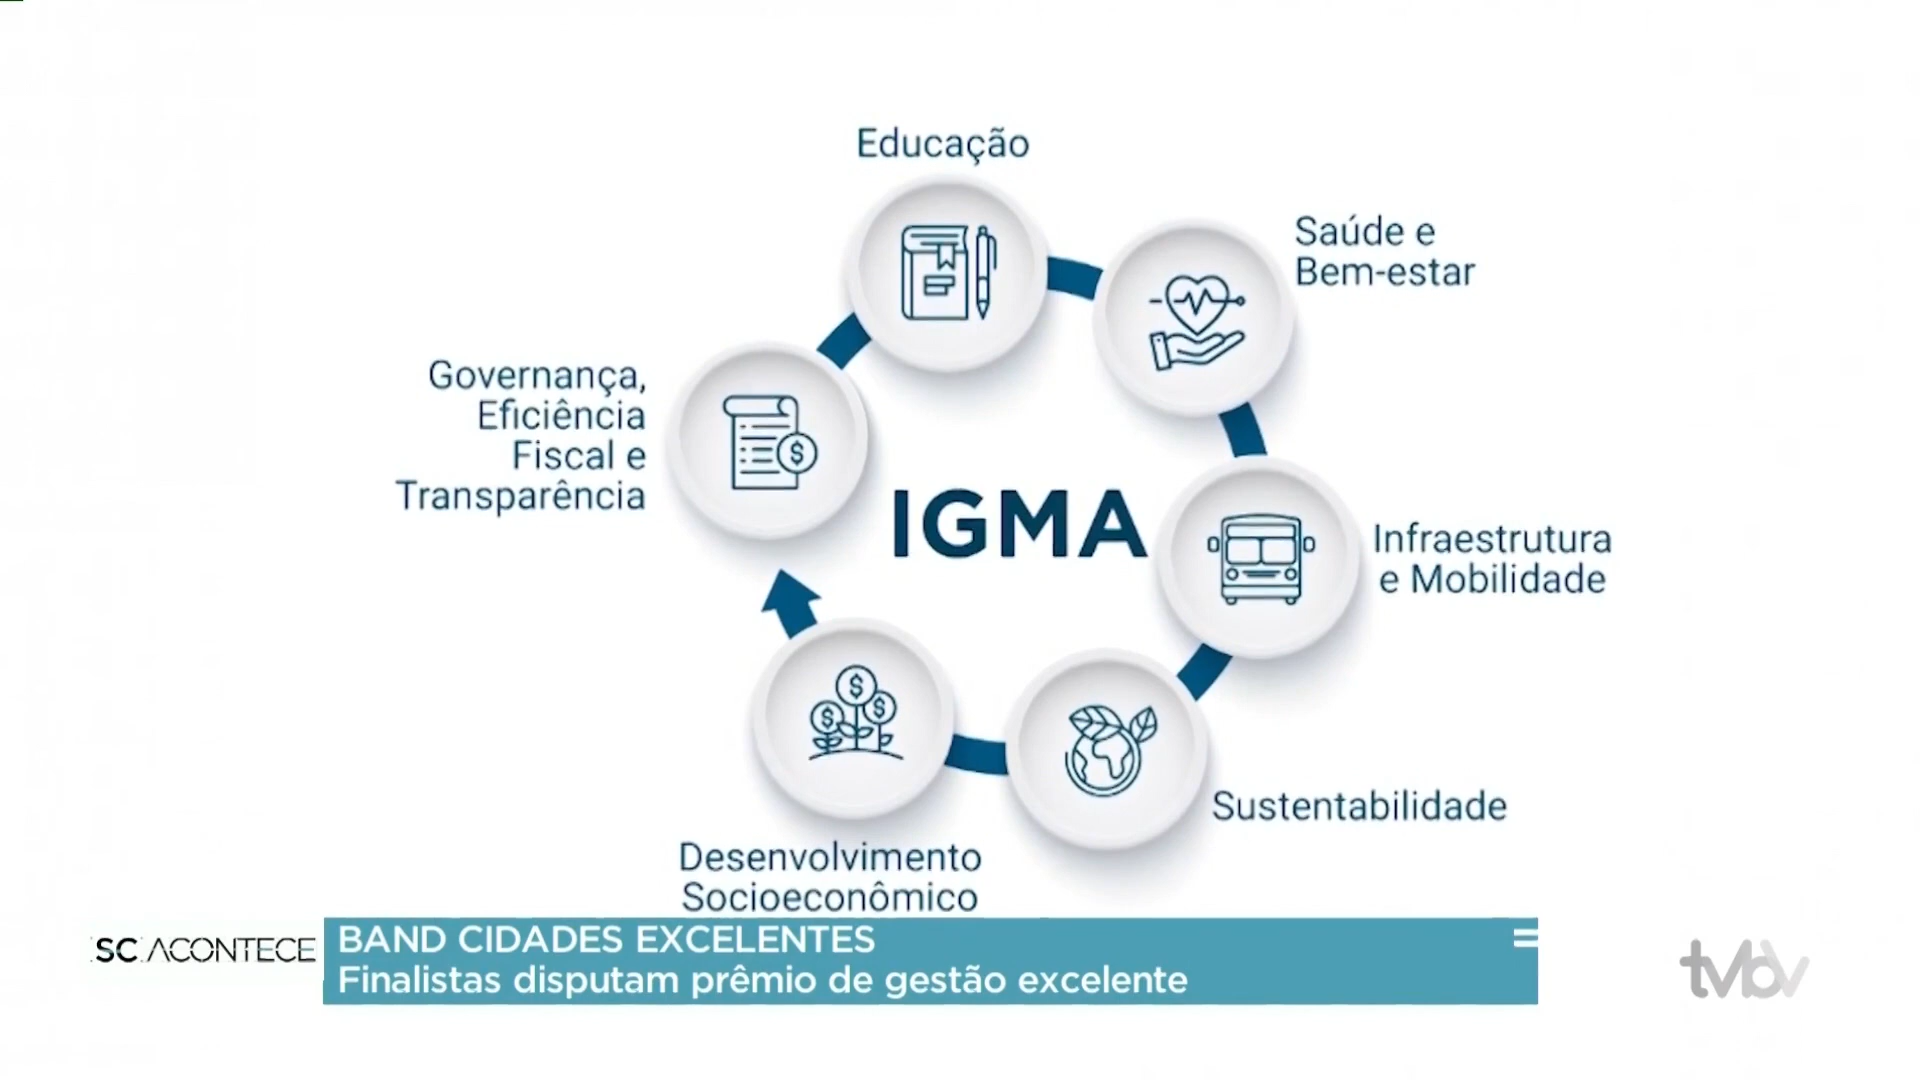 Educação
Saúde e
Bem-estar
Governança,
Eficiência
Fiscal e
Transparência
IGMA
Infraestrutura
e Mobilidade
Sustentabilidade
Desenvolvimento
Socioeconômico
SC ACONTECE
BAND CIDADES EXCELENTES
Finalistas disputam prêmio de gestão excelente
tvbv